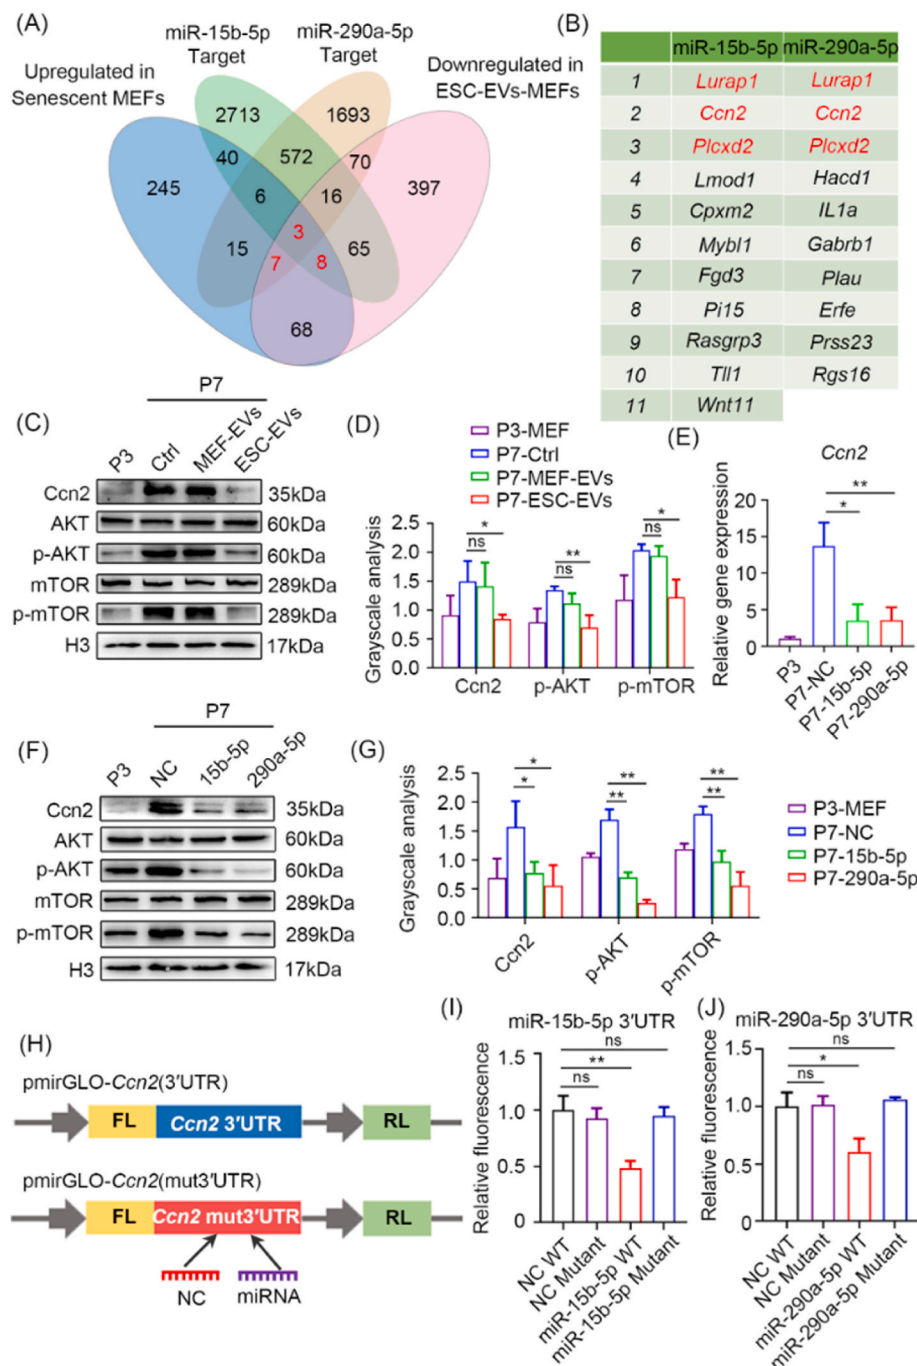 (A)
miR-15b-5p
Target
miR-290a-5p
Target
Upregulated in
Senescent MEFs
Downregulated in
ESC-EVs-MEFs
2713
1693
40
572
70
245
6
16
397
3
15
7
8
65
68
(B)
miR-15b-5p miR-290a-5p
1 Lurap1 Lurap1
2 Ccn2 Ccn2
3 Plcxd2 Plcxd2
4 Lmod1 Hacd1
5 Cpxm2 IL1a
6 Mybl1 Gabrb1
7 Fgd3 Plau
8 Pi15 Erfe
9 Rasgrp3 Prss23
10 Tll1 Rgs16
11 Wnt11
(C)
P7
P3 Ctrl MEF-EVs ESC-EVs
Ccn2 35kDa
AKT 60kDa
p-AKT 60kDa
mTOR 289kDa
p-mTOR 289kDa
H3 17kDa
(D)
P3-MEF
P7-Ctrl
P7-MEF-EVs
P7-ESC-EVs
Grayscale analysis
2.5
2.0
1.5
1.0
0.5
0.0
* ns
** ns
* ns
Ccn2 p-AKT p-mTOR
(E)
Ccn2
Relative gene expression
20
15
10
5
0
**
*
P3 P7-NC P7-15b-5p P7-290a-5p
(F)
P7
P3 NC 15b-5p 290a-5p
Ccn2 35kDa
AKT 60kDa
p-AKT 60kDa
mTOR 289kDa
p-mTOR 289kDa
H3 17kDa
(G)
Grayscale analysis
2.5
2.0
1.5
1.0
0.5
0.0
* *
** **
** **
Ccn2 p-AKT p-mTOR
P3-MEF
P7-NC
P7-15b-5p
P7-290a-5p
(H)
pmirGLO-Ccn2(3′UTR)
FL Ccn2 3′UTR RL
pmirGLO-Ccn2(mut3′UTR)
FL Ccn2 mut3′UTR RL
NC miRNA
(I)
miR-15b-5p 3′UTR
Relative fluorescence
1.5
1.0
0.5
0
ns
**
ns
NC WT
NC Mutant
miR-15b-5p WT
miR-15b-5p Mutant
(J)
miR-290a-5p 3′UTR
Relative fluorescence
1.5
1.0
0.5
0
ns
*
ns
NC WT
NC Mutant
miR-290a-5p WT
miR-290a-5p Mutant